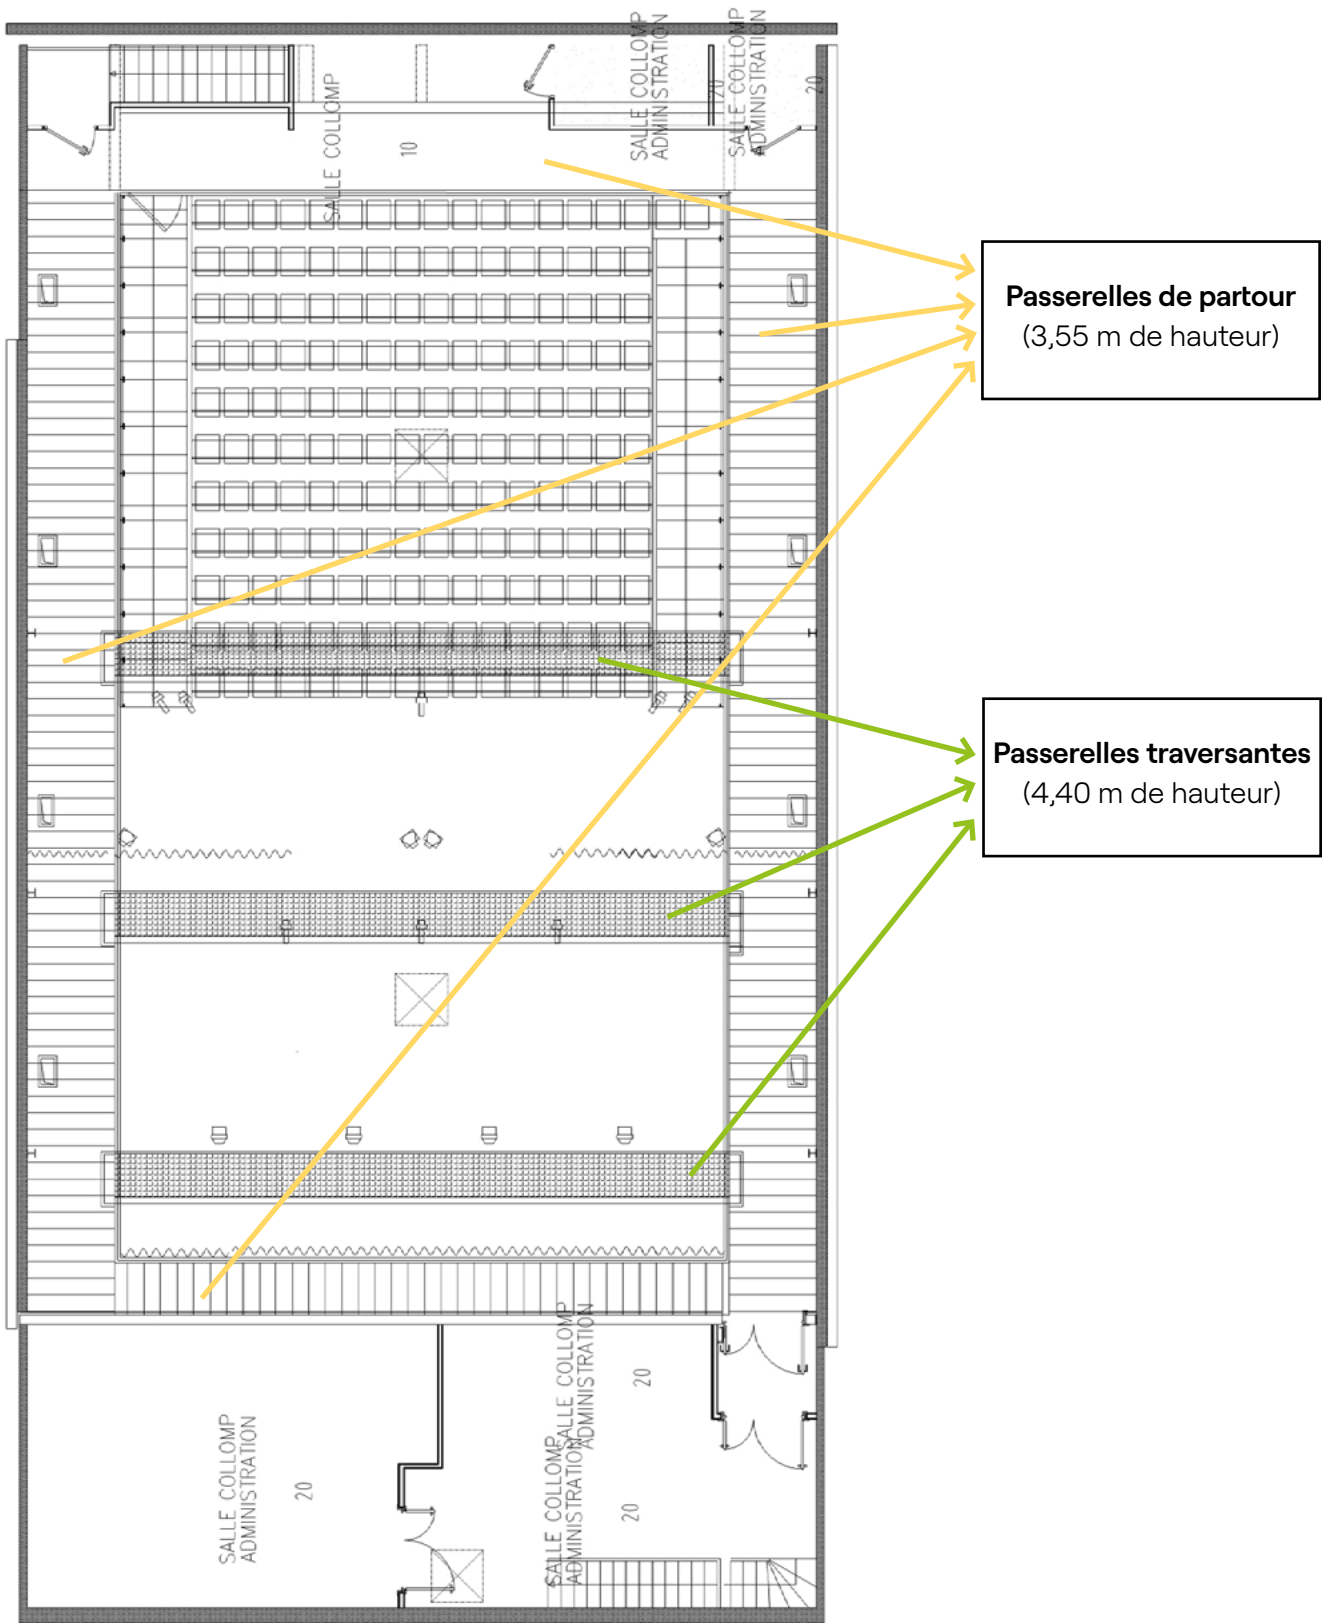 SALLE COLLOMP
10
SALLE COLLOMP
ADMINISTRATION
20
SALLE COLLOMP
ADMINISTRATION
20
Passerelles de partour
(3,55 m de hauteur)
Passerelles traversantes
(4,40 m de hauteur)
SALLE COLLOMP
ADMINISTRATION
20
SALLE COLLOMP
ADMINISTRATION
20
SALLE COLLOMP
ADMINISTRATION
20